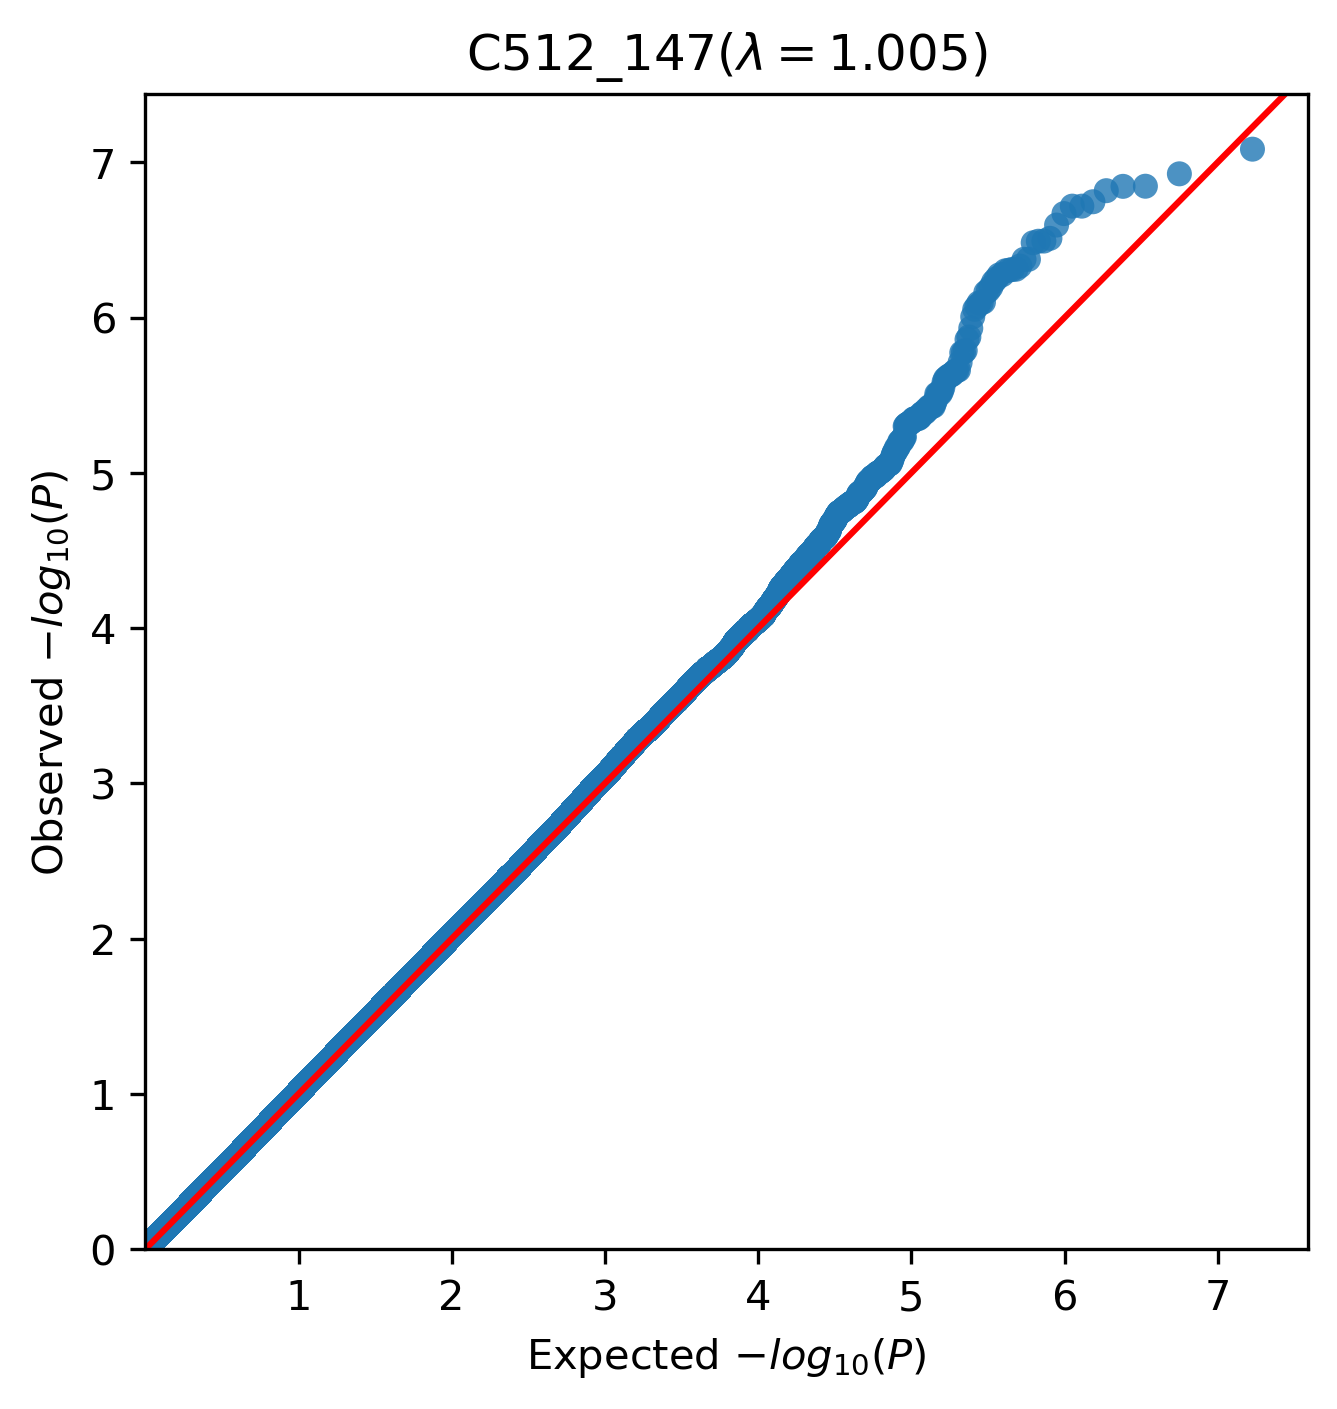 C512_147(λ = 1.005)
Observed −log₁₀(P)
7
6
5
4
3
2
1
0
1 2 3 4 5 6 7
Expected −log₁₀(P)